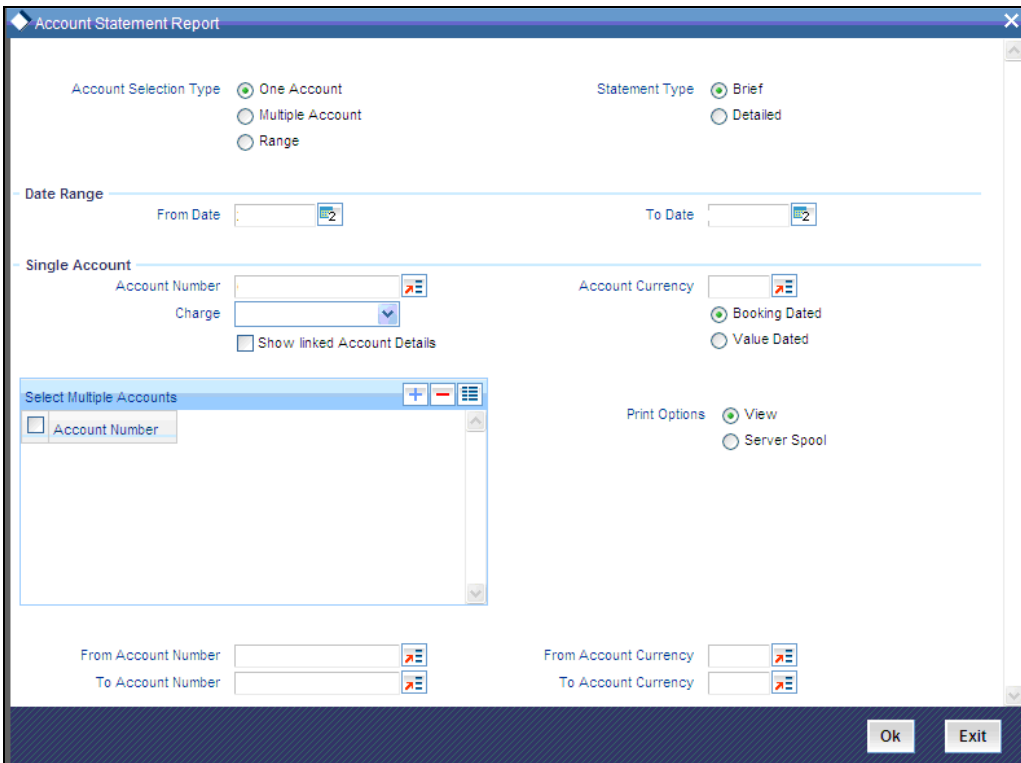 Account Statement Report
Account Selection Type One Account Statement Type Brief
Multiple Account Detailed
Range
Date Range
From Date 2 To Date 2
Single Account
Account Number Account Currency
Charge Booking Dated
Show linked Account Details Value Dated
Select Multiple Accounts
Account Number
Print Options View
Server Spool
From Account Number From Account Currency
To Account Number To Account Currency
Ok Exit